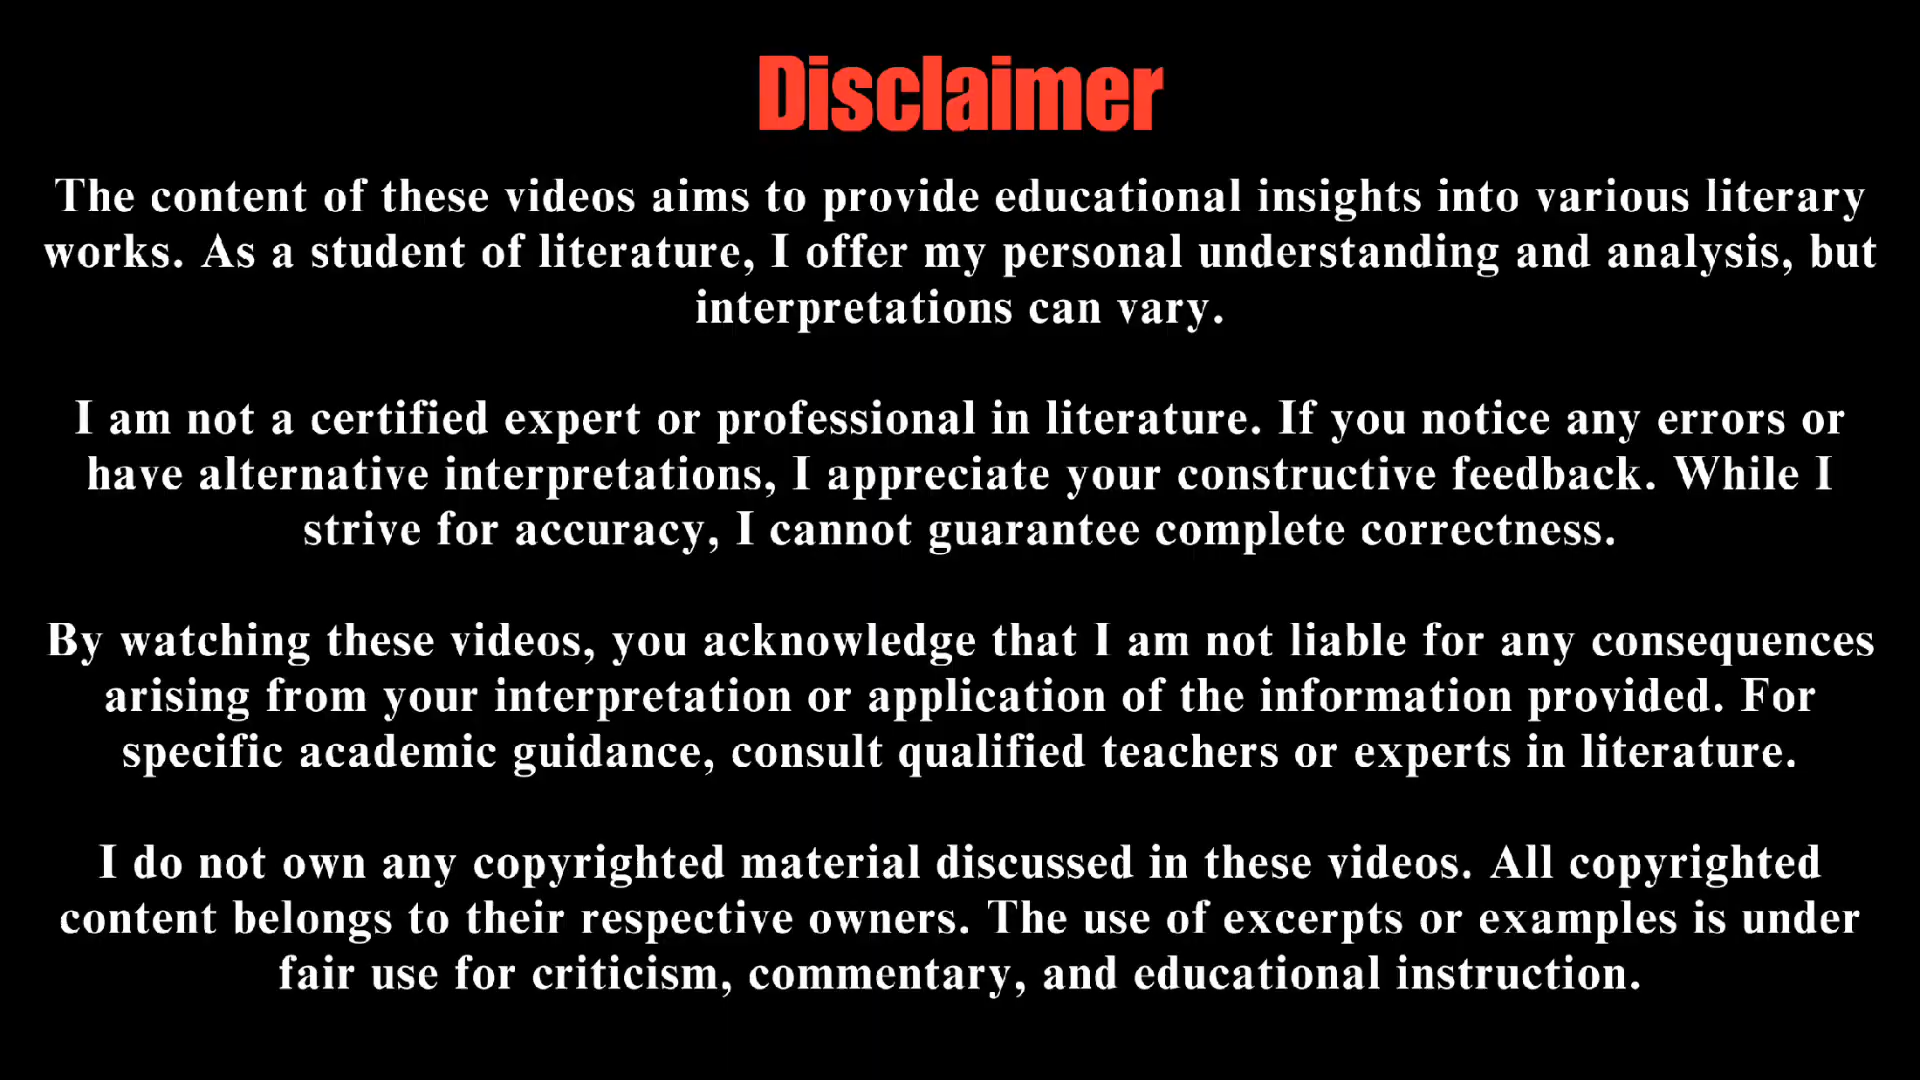 Disclaimer
The content of these videos aims to provide educational insights into various literary
works. As a student of literature, I offer my personal understanding and analysis, but
interpretations can vary.
I am not a certified expert or professional in literature. If you notice any errors or
have alternative interpretations, I appreciate your constructive feedback. While I
strive for accuracy, I cannot guarantee complete correctness.
By watching these videos, you acknowledge that I am not liable for any consequences
arising from your interpretation or application of the information provided. For
specific academic guidance, consult qualified teachers or experts in literature.
I do not own any copyrighted material discussed in these videos. All copyrighted
content belongs to their respective owners. The use of excerpts or examples is under
fair use for criticism, commentary, and educational instruction.